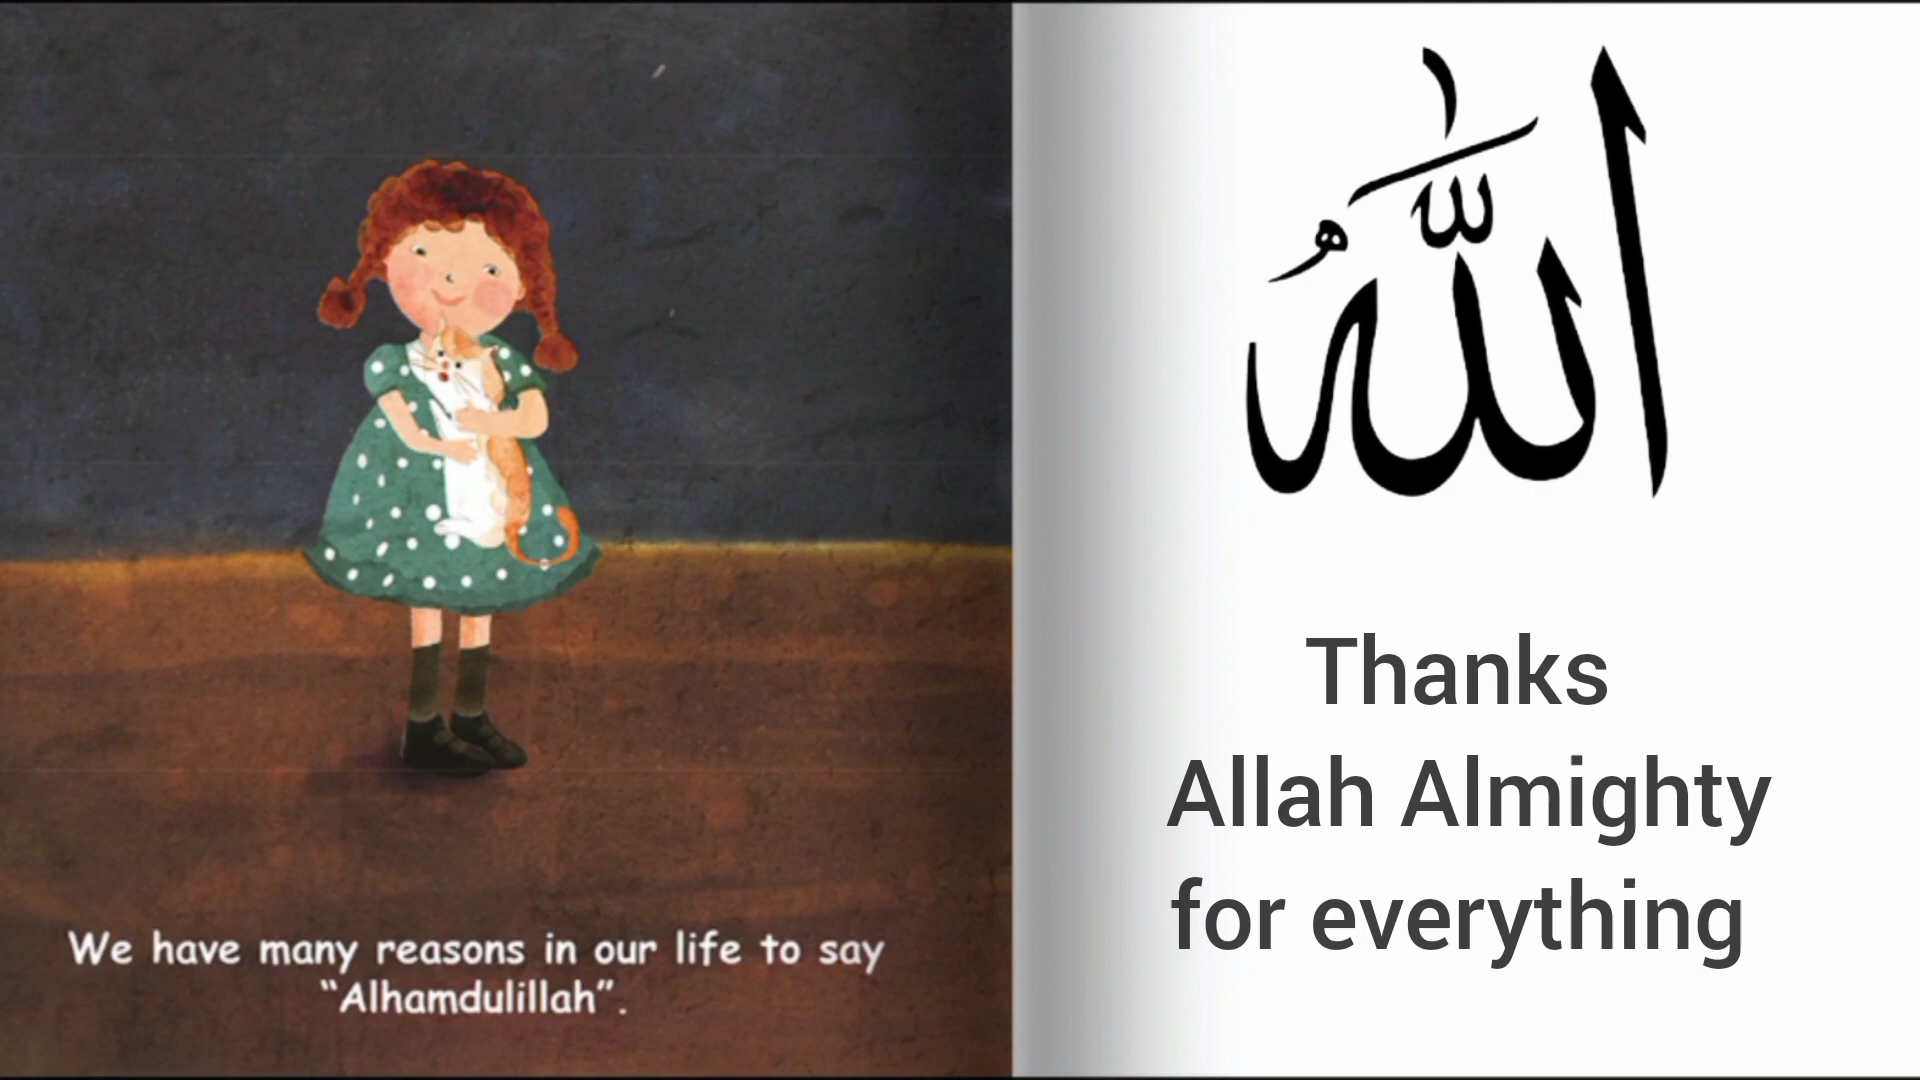 We have many reasons in our life to say
“Alhamdulillah”.
الله
Thanks
Allah Almighty
for everything